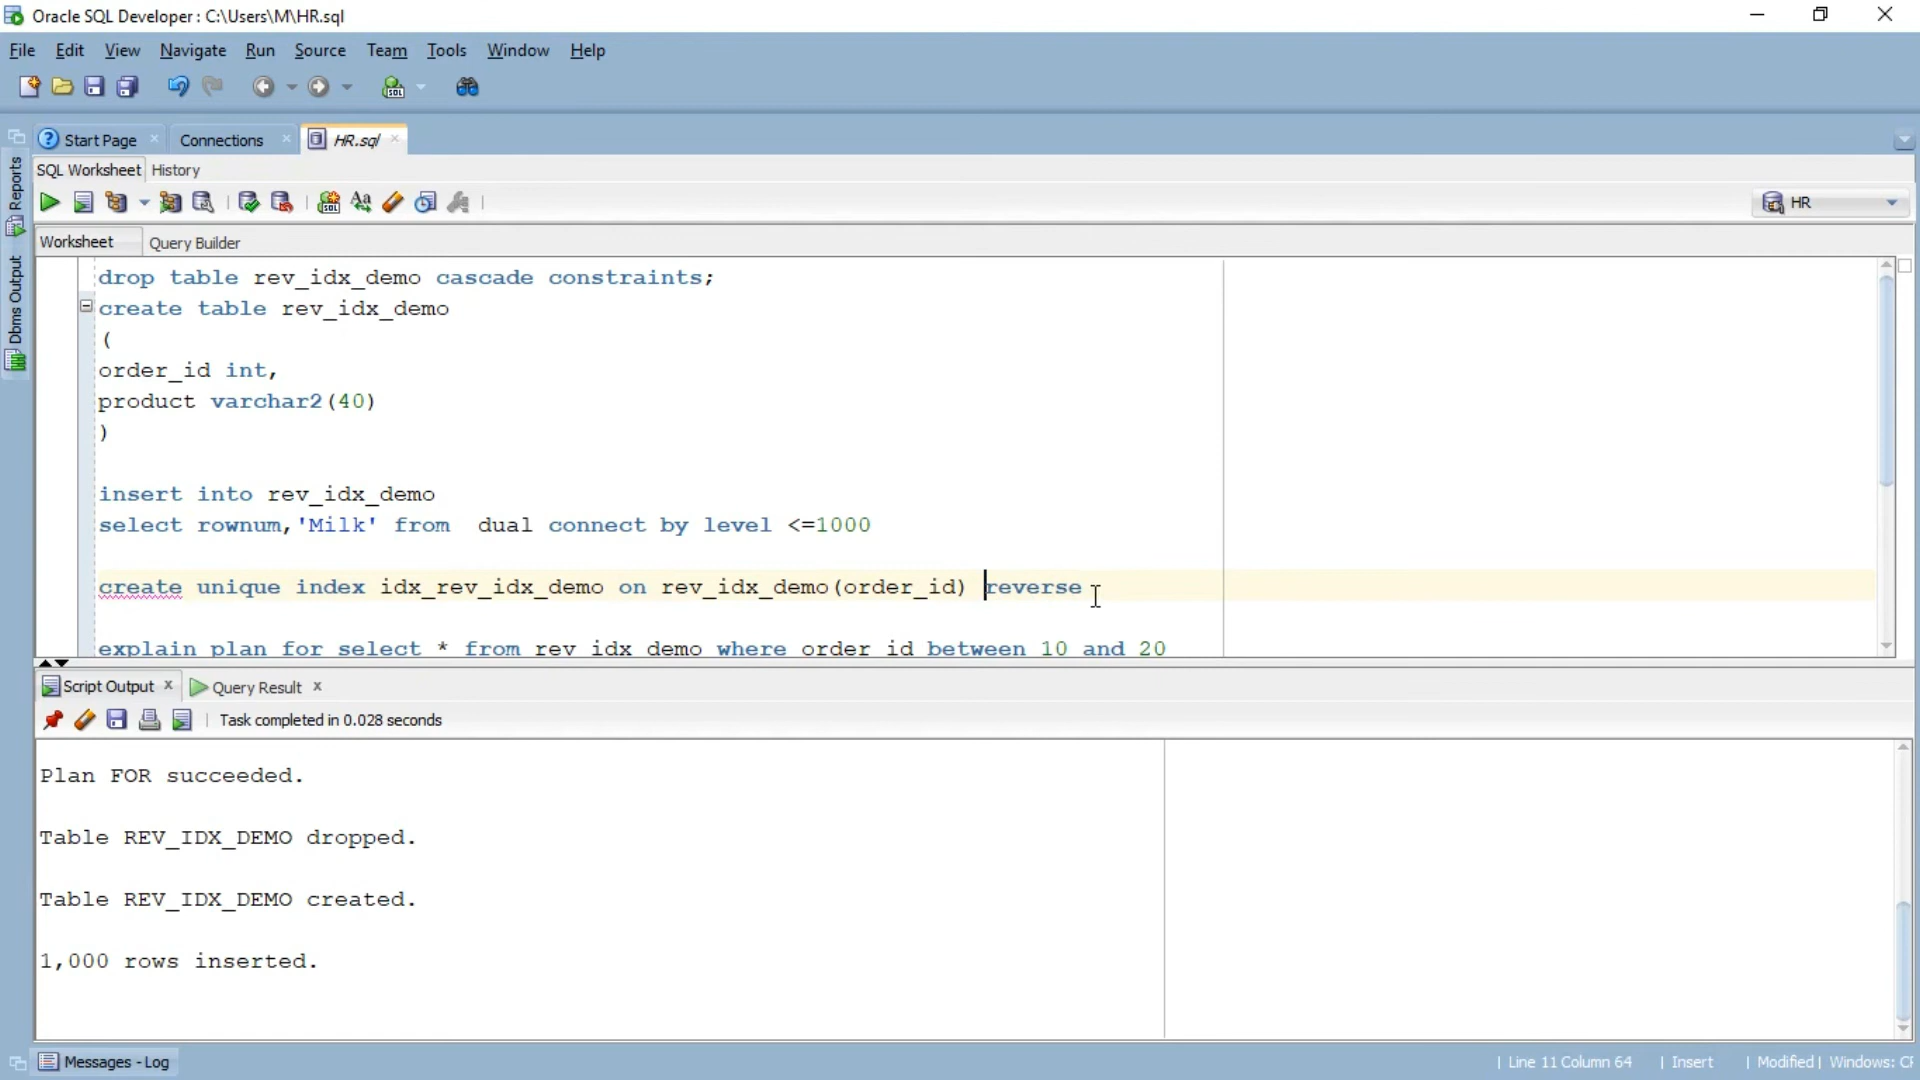 Oracle SQL Developer : C:\Users\M\HR.sql
File Edit View Navigate Run Source Team Tools Window Help
Start Page Connections HR.sql
SQL Worksheet History
HR
Worksheet Query Builder
Reports
Dbms Output
drop table rev_idx_demo cascade constraints;
create table rev_idx_demo
(
order_id int,
product varchar2(40)
)
insert into rev_idx_demo
select rownum,'Milk' from  dual connect by level <=1000
create unique index idx_rev_idx_demo on rev_idx_demo(order_id) reverse
explain plan for select * from rev_idx_demo where order_id between 10 and 20
Script Output x Query Result x
Task completed in 0.028 seconds
Plan FOR succeeded.
Table REV_IDX_DEMO dropped.
Table REV_IDX_DEMO created.
1,000 rows inserted.
Messages - Log
Line 11 Column 64 | Insert | Modified | Windows: CF